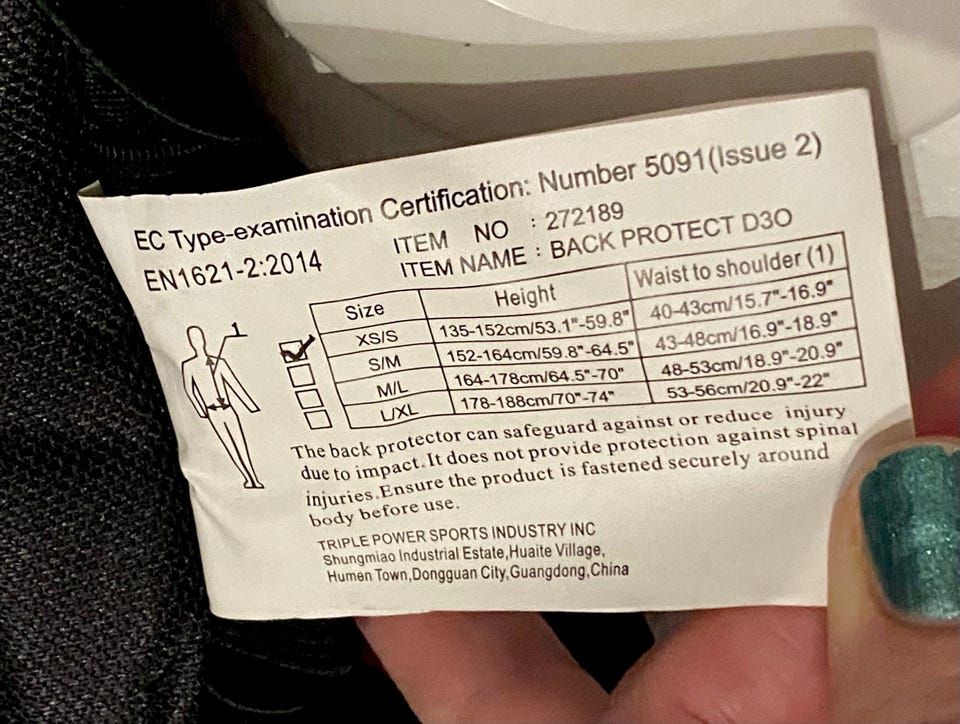 EC Type-examination Certification: Number 5091(Issue 2)
EN1621-2:2014
ITEM NO : 272189
ITEM NAME : BACK PROTECT D3O
Size Height Waist to shoulder (1)
XS/S 135-152cm/53.1"-59.8" 40-43cm/15.7"-16.9"
S/M 152-164cm/59.8"-64.5" 43-48cm/16.9"-18.9"
M/L 164-178cm/64.5"-70" 48-53cm/18.9"-20.9"
L/XL 178-188cm/70"-74" 53-56cm/20.9"-22"
1
The back protector can safeguard against or reduce injury
due to impact.It does not provide protection against spinal
injuries.Ensure the product is fastened securely around
body before use.
TRIPLE POWER SPORTS INDUSTRY INC
Shungmiao Industrial Estate,Huaite Village,
Humen Town,Dongguan City,Guangdong,China